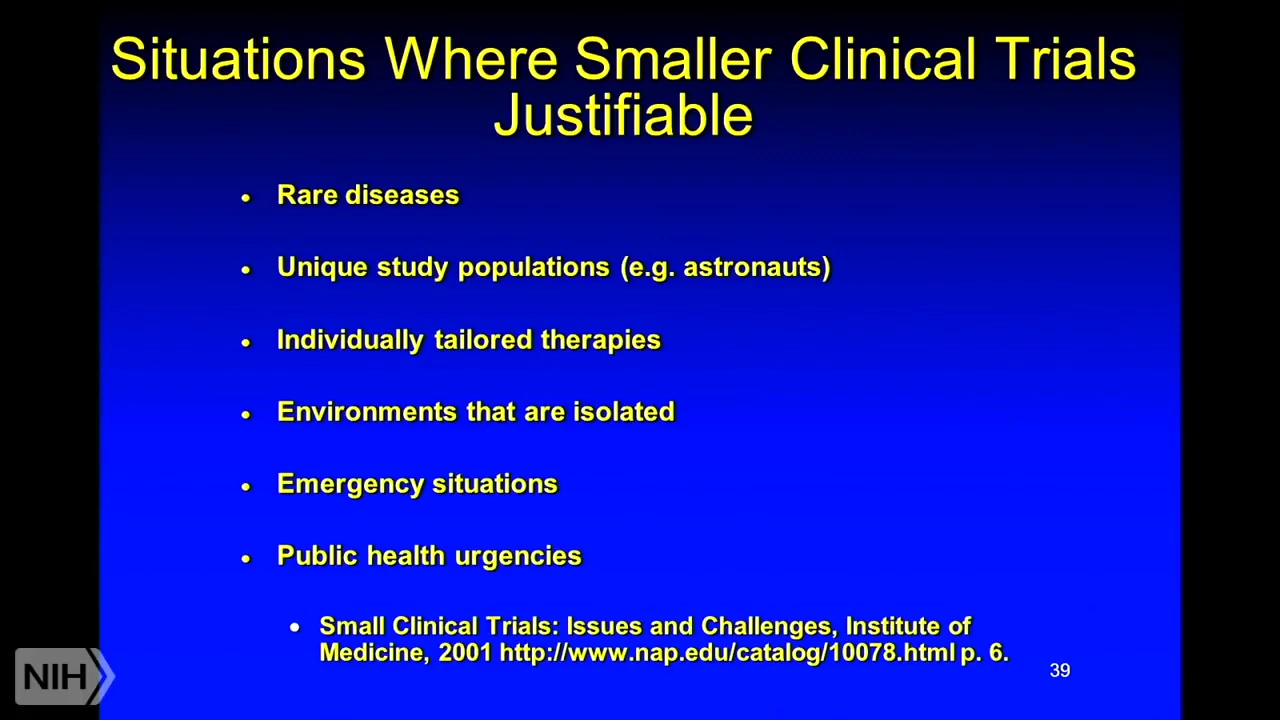 Situations Where Smaller Clinical Trials
Justifiable
• Rare diseases
• Unique study populations (e.g. astronauts)
• Individually tailored therapies
• Environments that are isolated
• Emergency situations
• Public health urgencies
• Small Clinical Trials: Issues and Challenges, Institute of
Medicine, 2001 http://www.nap.edu/catalog/10078.html p. 6.
39
NIH